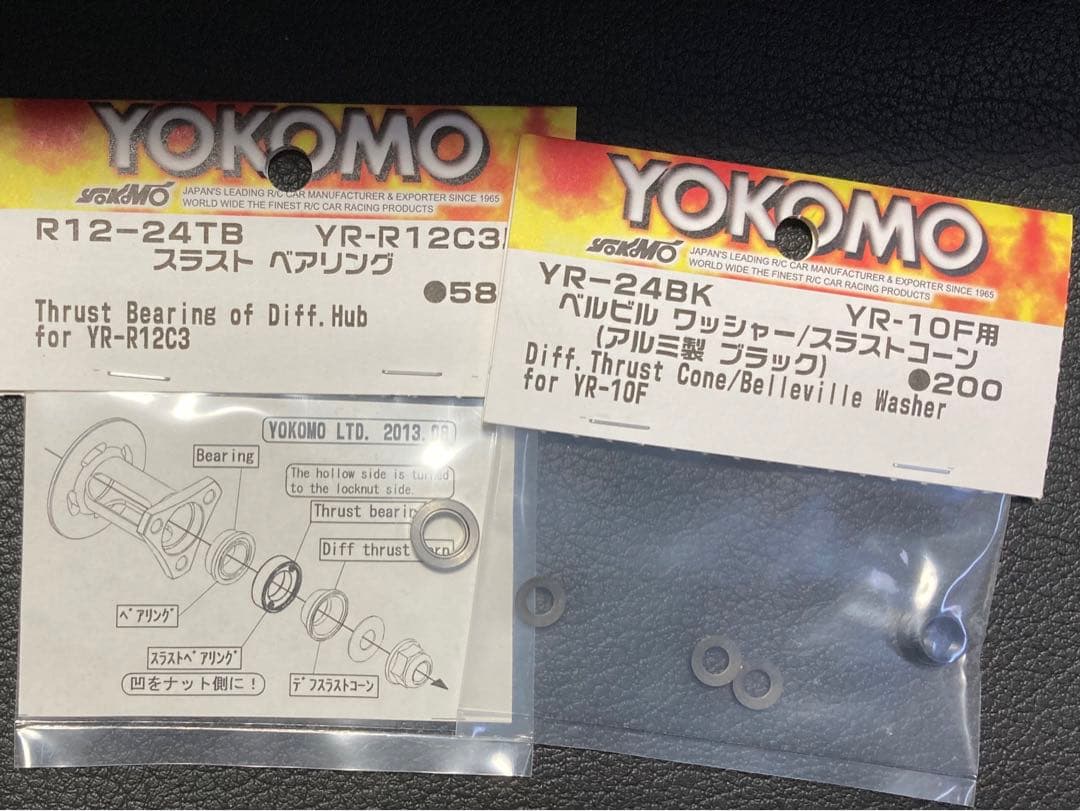 YOKOMO
YOKOMO
JAPAN'S LEADING R/C CAR MANUFACTURER & EXPORTER SINCE 1965
WORLD WIDE THE FINEST R/C CAR RACING PRODUCTS
R12-24TB YR-R12C3
スラスト ベアリング
●58
Thrust Bearing of Diff.Hub
for YR-R12C3
YOKOMO LTD. 2013.
Bearing
The hollow side is turned
to the locknut side.
Thrust bearin
Diff thrust
ベアリング
スラストベアリング
凹をナット側に!
デフスラストコーン
YOKOMO
YOKOMO
JAPAN'S LEADING R/C CAR MANUFACTURER & EXPORTER SINCE 1965
WORLD WIDE THE FINEST R/C CAR RACING PRODUCTS
YR-24BK YR-10F用
ベルビル ワッシャー/スラストコーン
(アルミ製 ブラック)
●200
Diff.Thrust Cone/Belleville Washer
for YR-10F